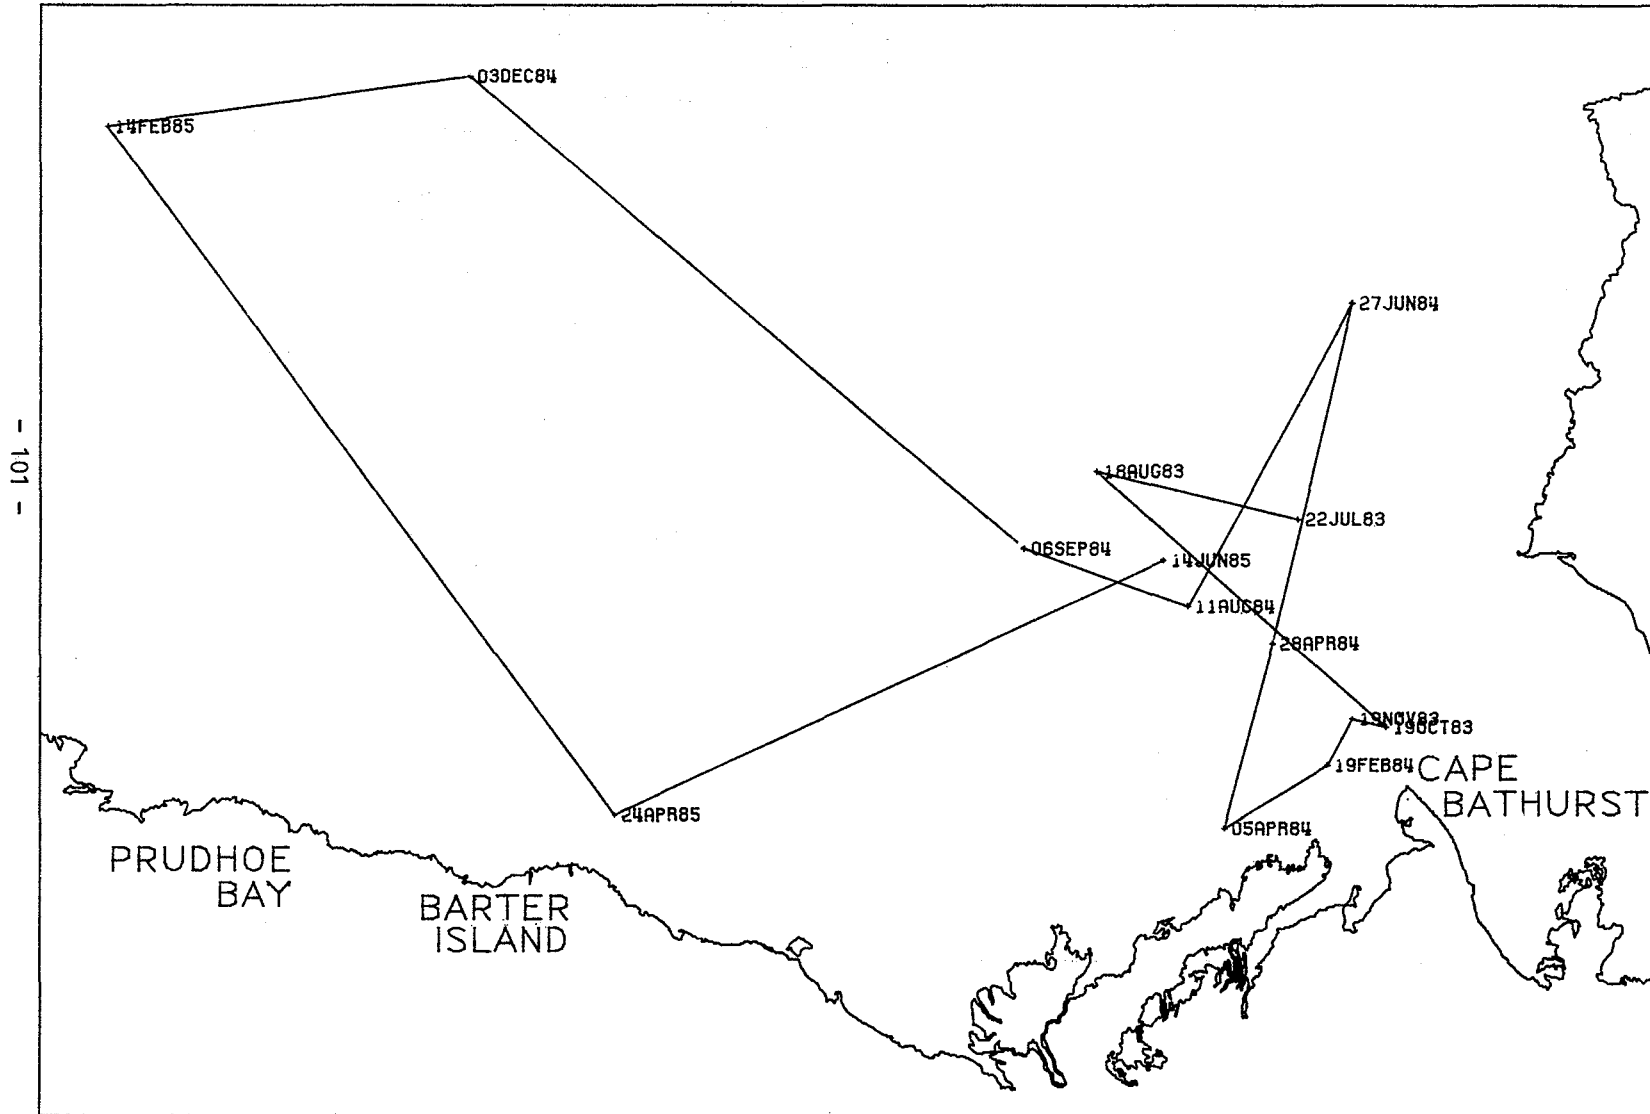 03DEC84
14FEB85
27JUN84
18AUG83
22JUL83
06SEP84
14JUN85
11AUG84
28APR84
19NOV83
19OCT83
19FEB84
CAPE
BATHURST
24APR85
05APR84
PRUDHOE
BAY
BARTER
ISLAND
- 101 -